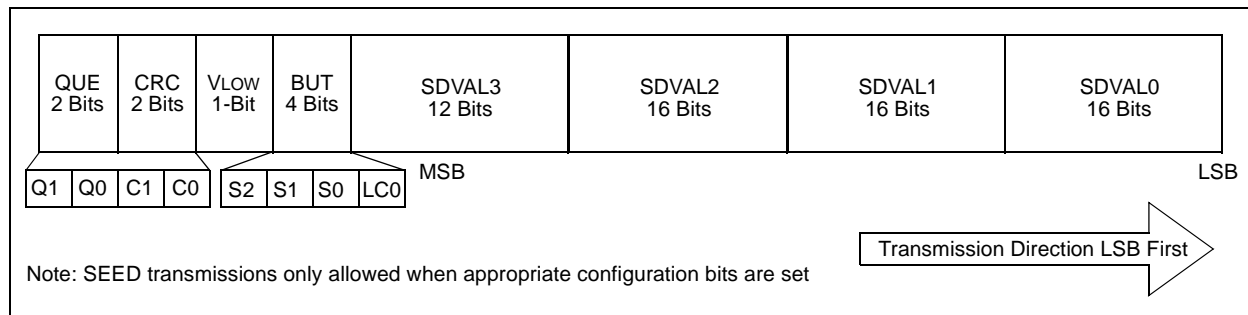 QUE CRC VLOW BUT SDVAL3 SDVAL2 SDVAL1 SDVAL0
2 Bits 2 Bits 1-Bit 4 Bits 12 Bits 16 Bits 16 Bits 16 Bits
MSB LSB
Q1 Q0 C1 C0 S2 S1 S0 LC0
Transmission Direction LSB First
Note: SEED transmissions only allowed when appropriate configuration bits are set